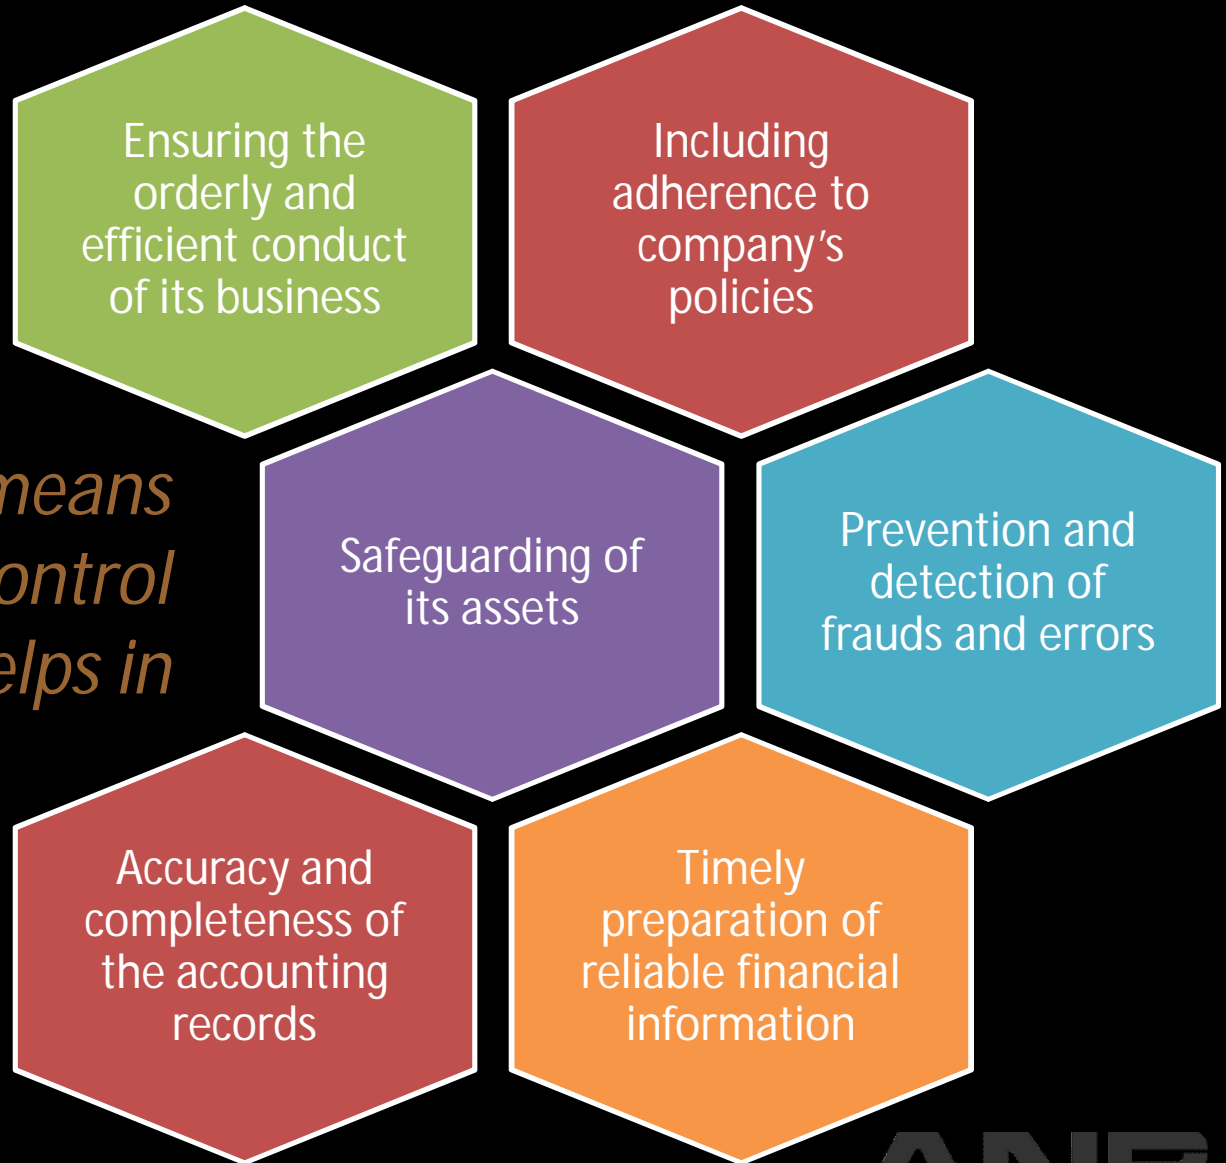 Ensuring the
orderly and
efficient conduct
of its business
Including
adherence to
company’s
policies
means
Safeguarding of
its assets
Prevention and
detection of
frauds and errors
in
Accuracy and
completeness of
the accounting
records
Timely
preparation of
reliable financial
information